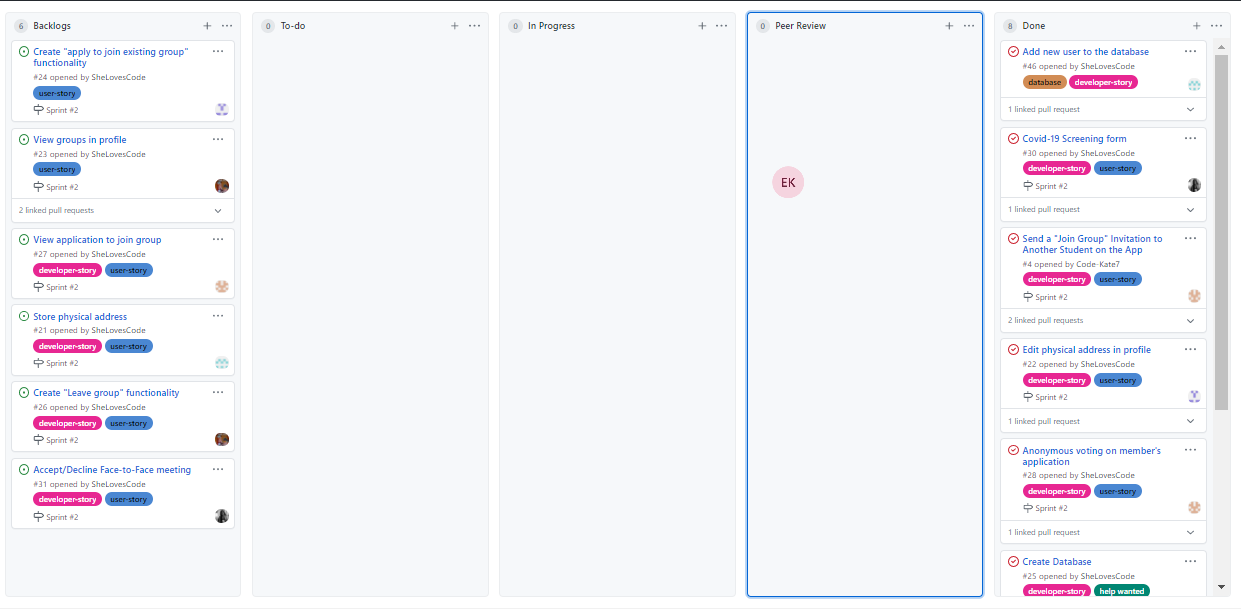 6 Backlogs
Create "apply to join existing group"
functionality
#24 opened by SheLovesCode
user-story
Sprint #2
View groups in profile
#23 opened by SheLovesCode
user-story
Sprint #2
2 linked pull requests
View application to join group
#27 opened by SheLovesCode
developer-story user-story
Sprint #2
Store physical address
#21 opened by SheLovesCode
developer-story user-story
Sprint #2
Create "Leave group" functionality
#26 opened by SheLovesCode
developer-story user-story
Sprint #2
Accept/Decline Face-to-Face meeting
#31 opened by SheLovesCode
developer-story user-story
Sprint #2
0 To-do
0 In Progress
0 Peer Review
EK
8 Done
Add new user to the database
#46 opened by SheLovesCode
database developer-story
1 linked pull request
Covid-19 Screening form
#30 opened by SheLovesCode
developer-story user-story
Sprint #2
1 linked pull request
Send a "Join Group" Invitation to
Another Student on the App
#4 opened by Code-Kate7
developer-story user-story
Sprint #2
2 linked pull requests
Edit physical address in profile
#22 opened by SheLovesCode
developer-story user-story
Sprint #2
1 linked pull request
Anonymous voting on member's
application
#28 opened by SheLovesCode
developer-story user-story
Sprint #2
1 linked pull request
Create Database
#25 opened by SheLovesCode
developer-story help wanted